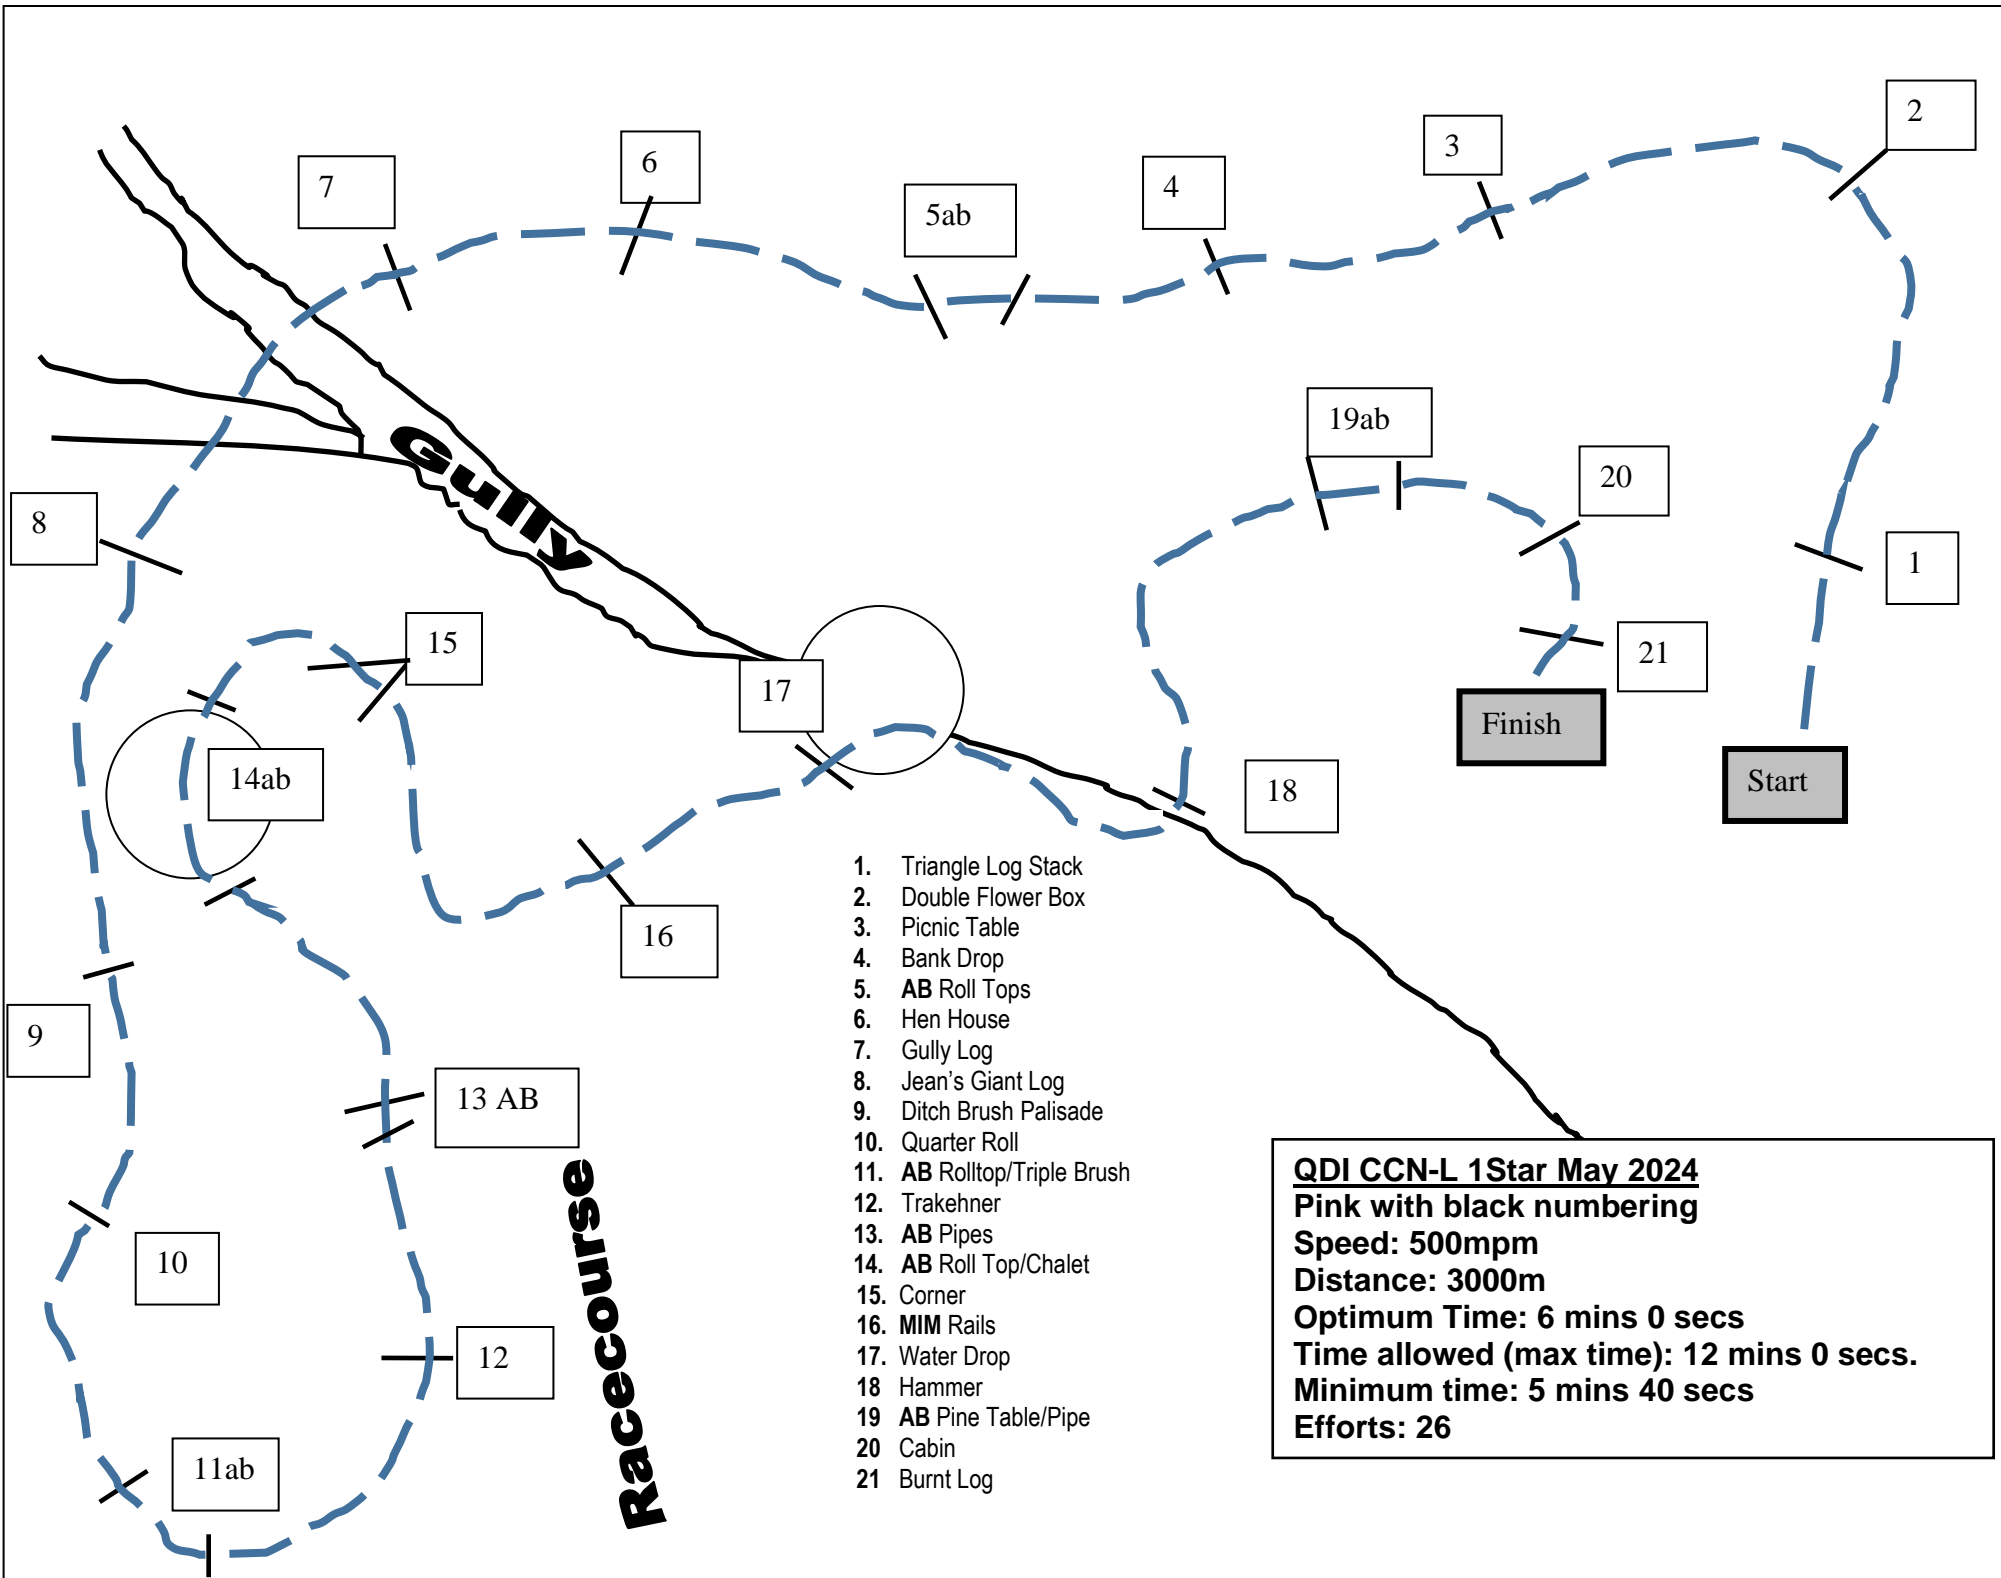 2
3
6
4
7
5ab
19ab
20
Gully
8
1
15
21
17
Finish
14ab
Start
18
16
9
13 AB
10
12
11ab
Racecourse
1. Triangle Log Stack
2. Double Flower Box
3. Picnic Table
4. Bank Drop
5. AB Roll Tops
6. Hen House
7. Gully Log
8. Jean's Giant Log
9. Ditch Brush Palisade
10. Quarter Roll
11. AB Rolltop/Triple Brush
12. Trakehner
13. AB Pipes
14. AB Roll Top/Chalet
15. Corner
16. MIM Rails
17. Water Drop
18 Hammer
19 AB Pine Table/Pipe
20 Cabin
21 Burnt Log
QDI CCN-L 1Star May 2024
Pink with black numbering
Speed: 500mpm
Distance: 3000m
Optimum Time: 6 mins 0 secs
Time allowed (max time): 12 mins 0 secs.
Minimum time: 5 mins 40 secs
Efforts: 26